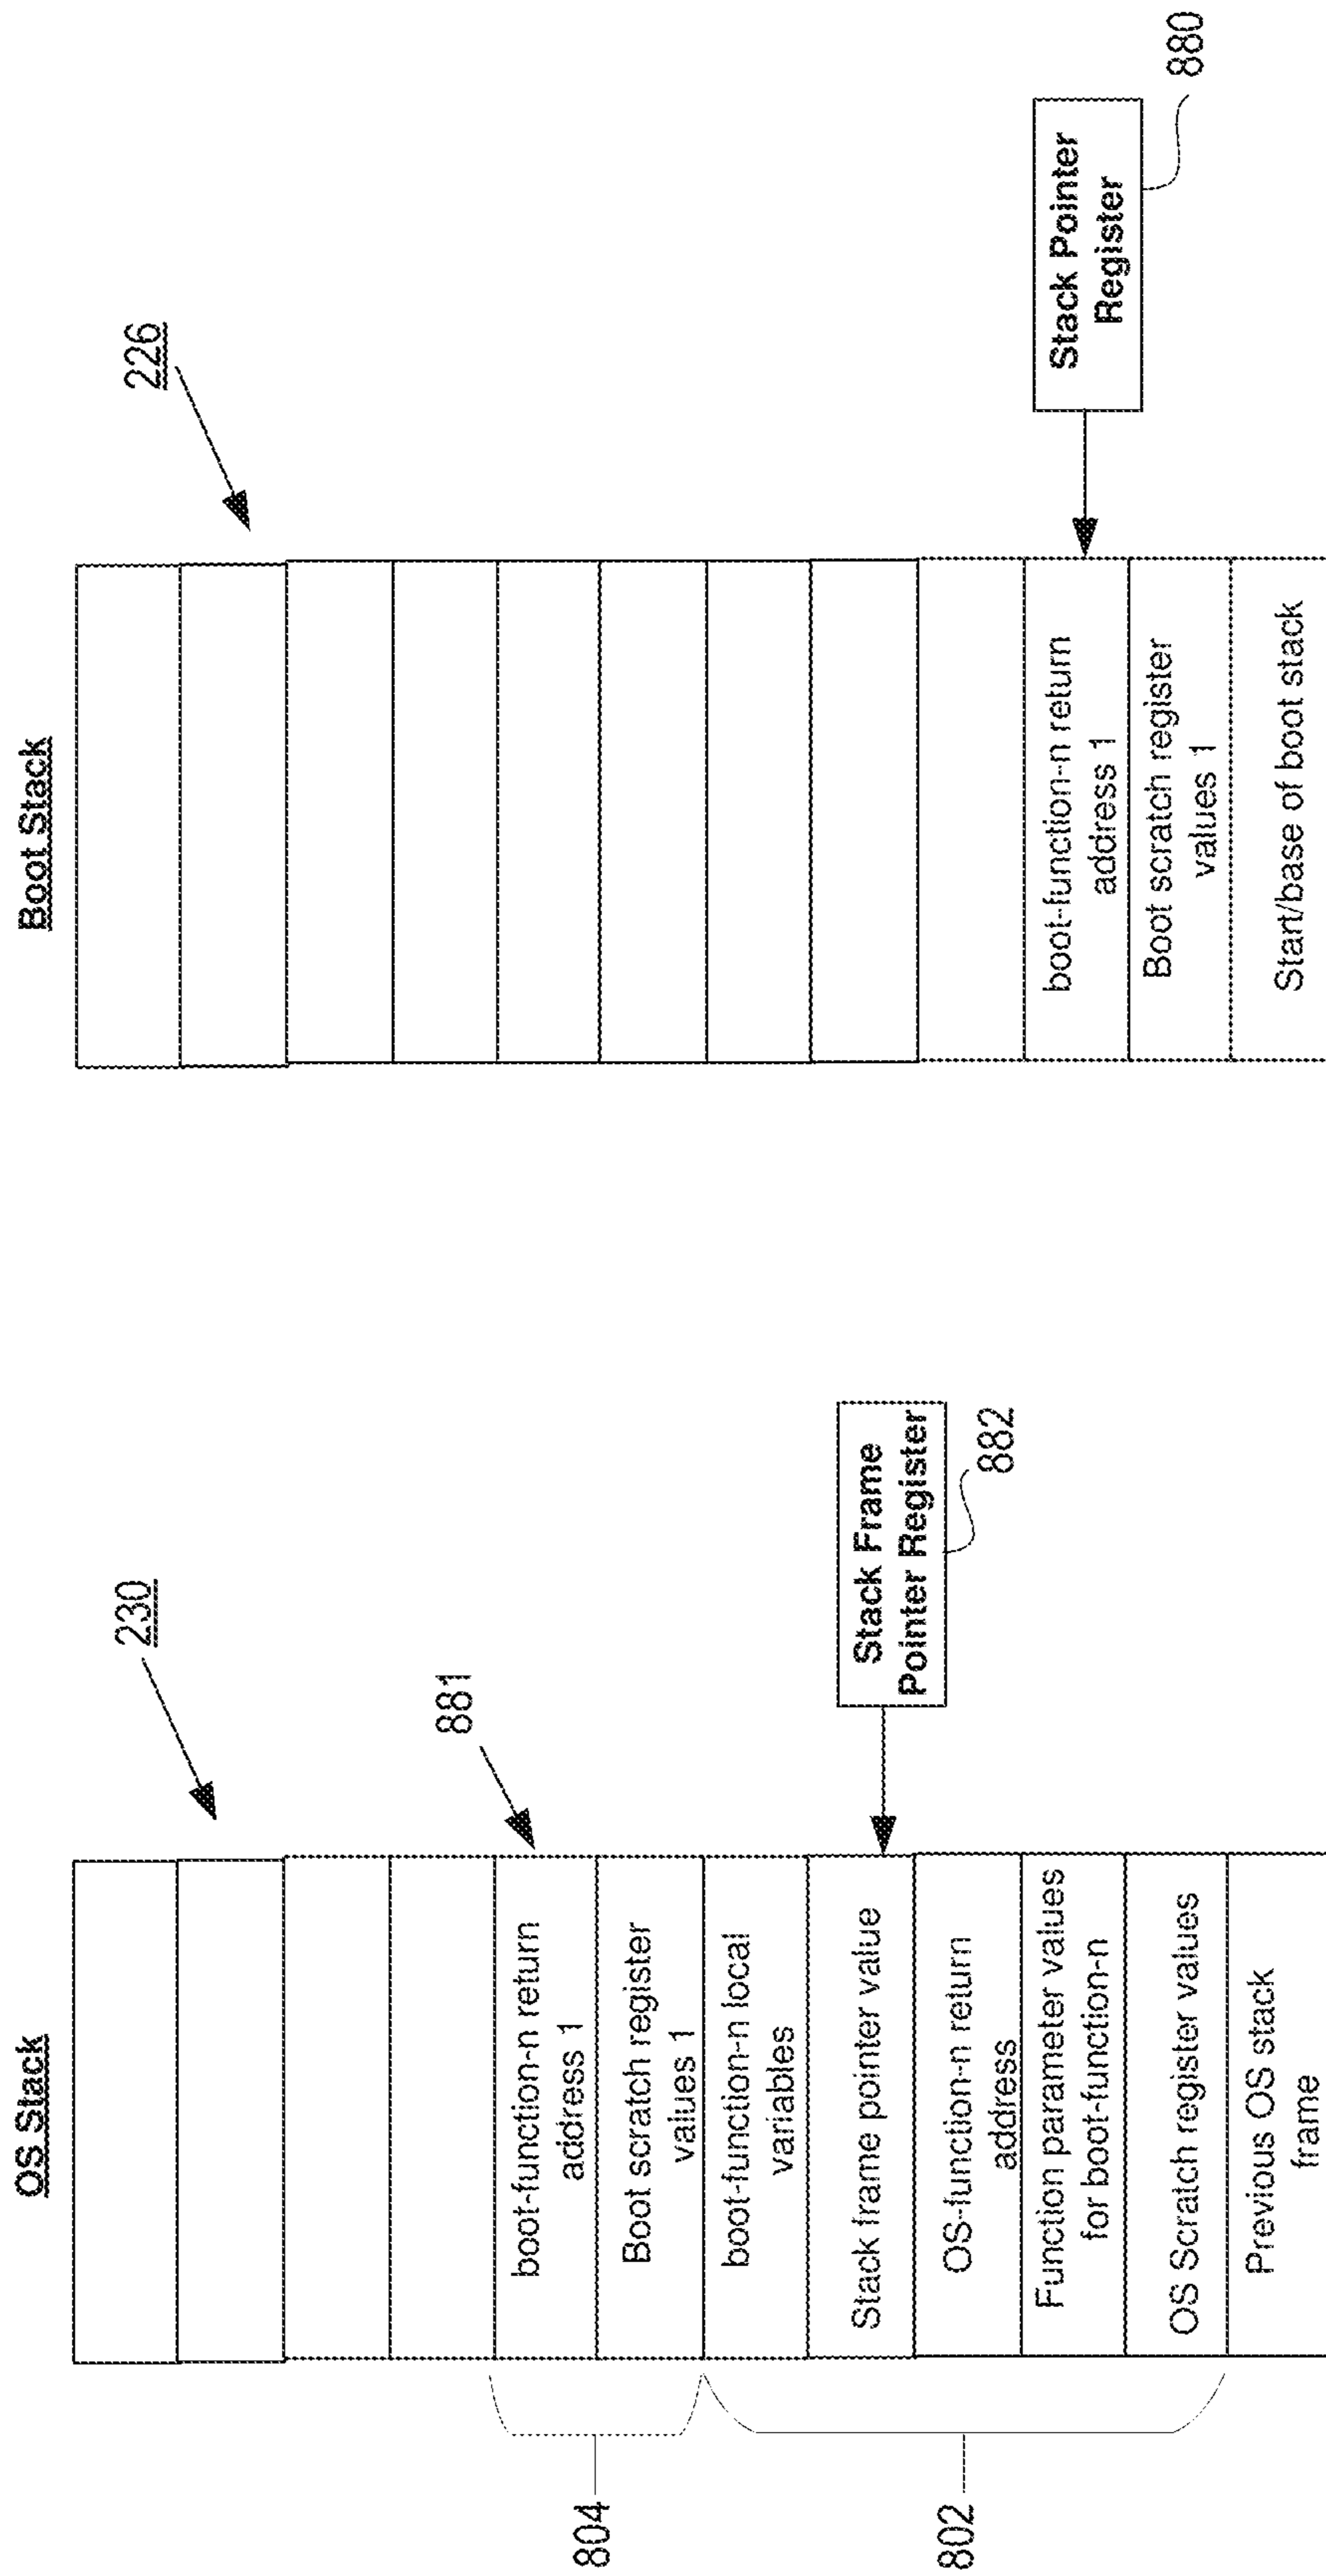 OS Stack
230
881
boot-function-n return
address 1
Boot scratch register
values 1
boot-function-n local
variables
Stack frame pointer value
OS-function-n return
address
Function parameter values
for boot-function-n
OS Scratch register values
Previous OS stack
frame
804
802
Stack Frame
Pointer Register
882
Boot Stack
226
boot-function-n return
address 1
Boot scratch register
values 1
Start/base of boot stack
Stack Pointer
Register
880